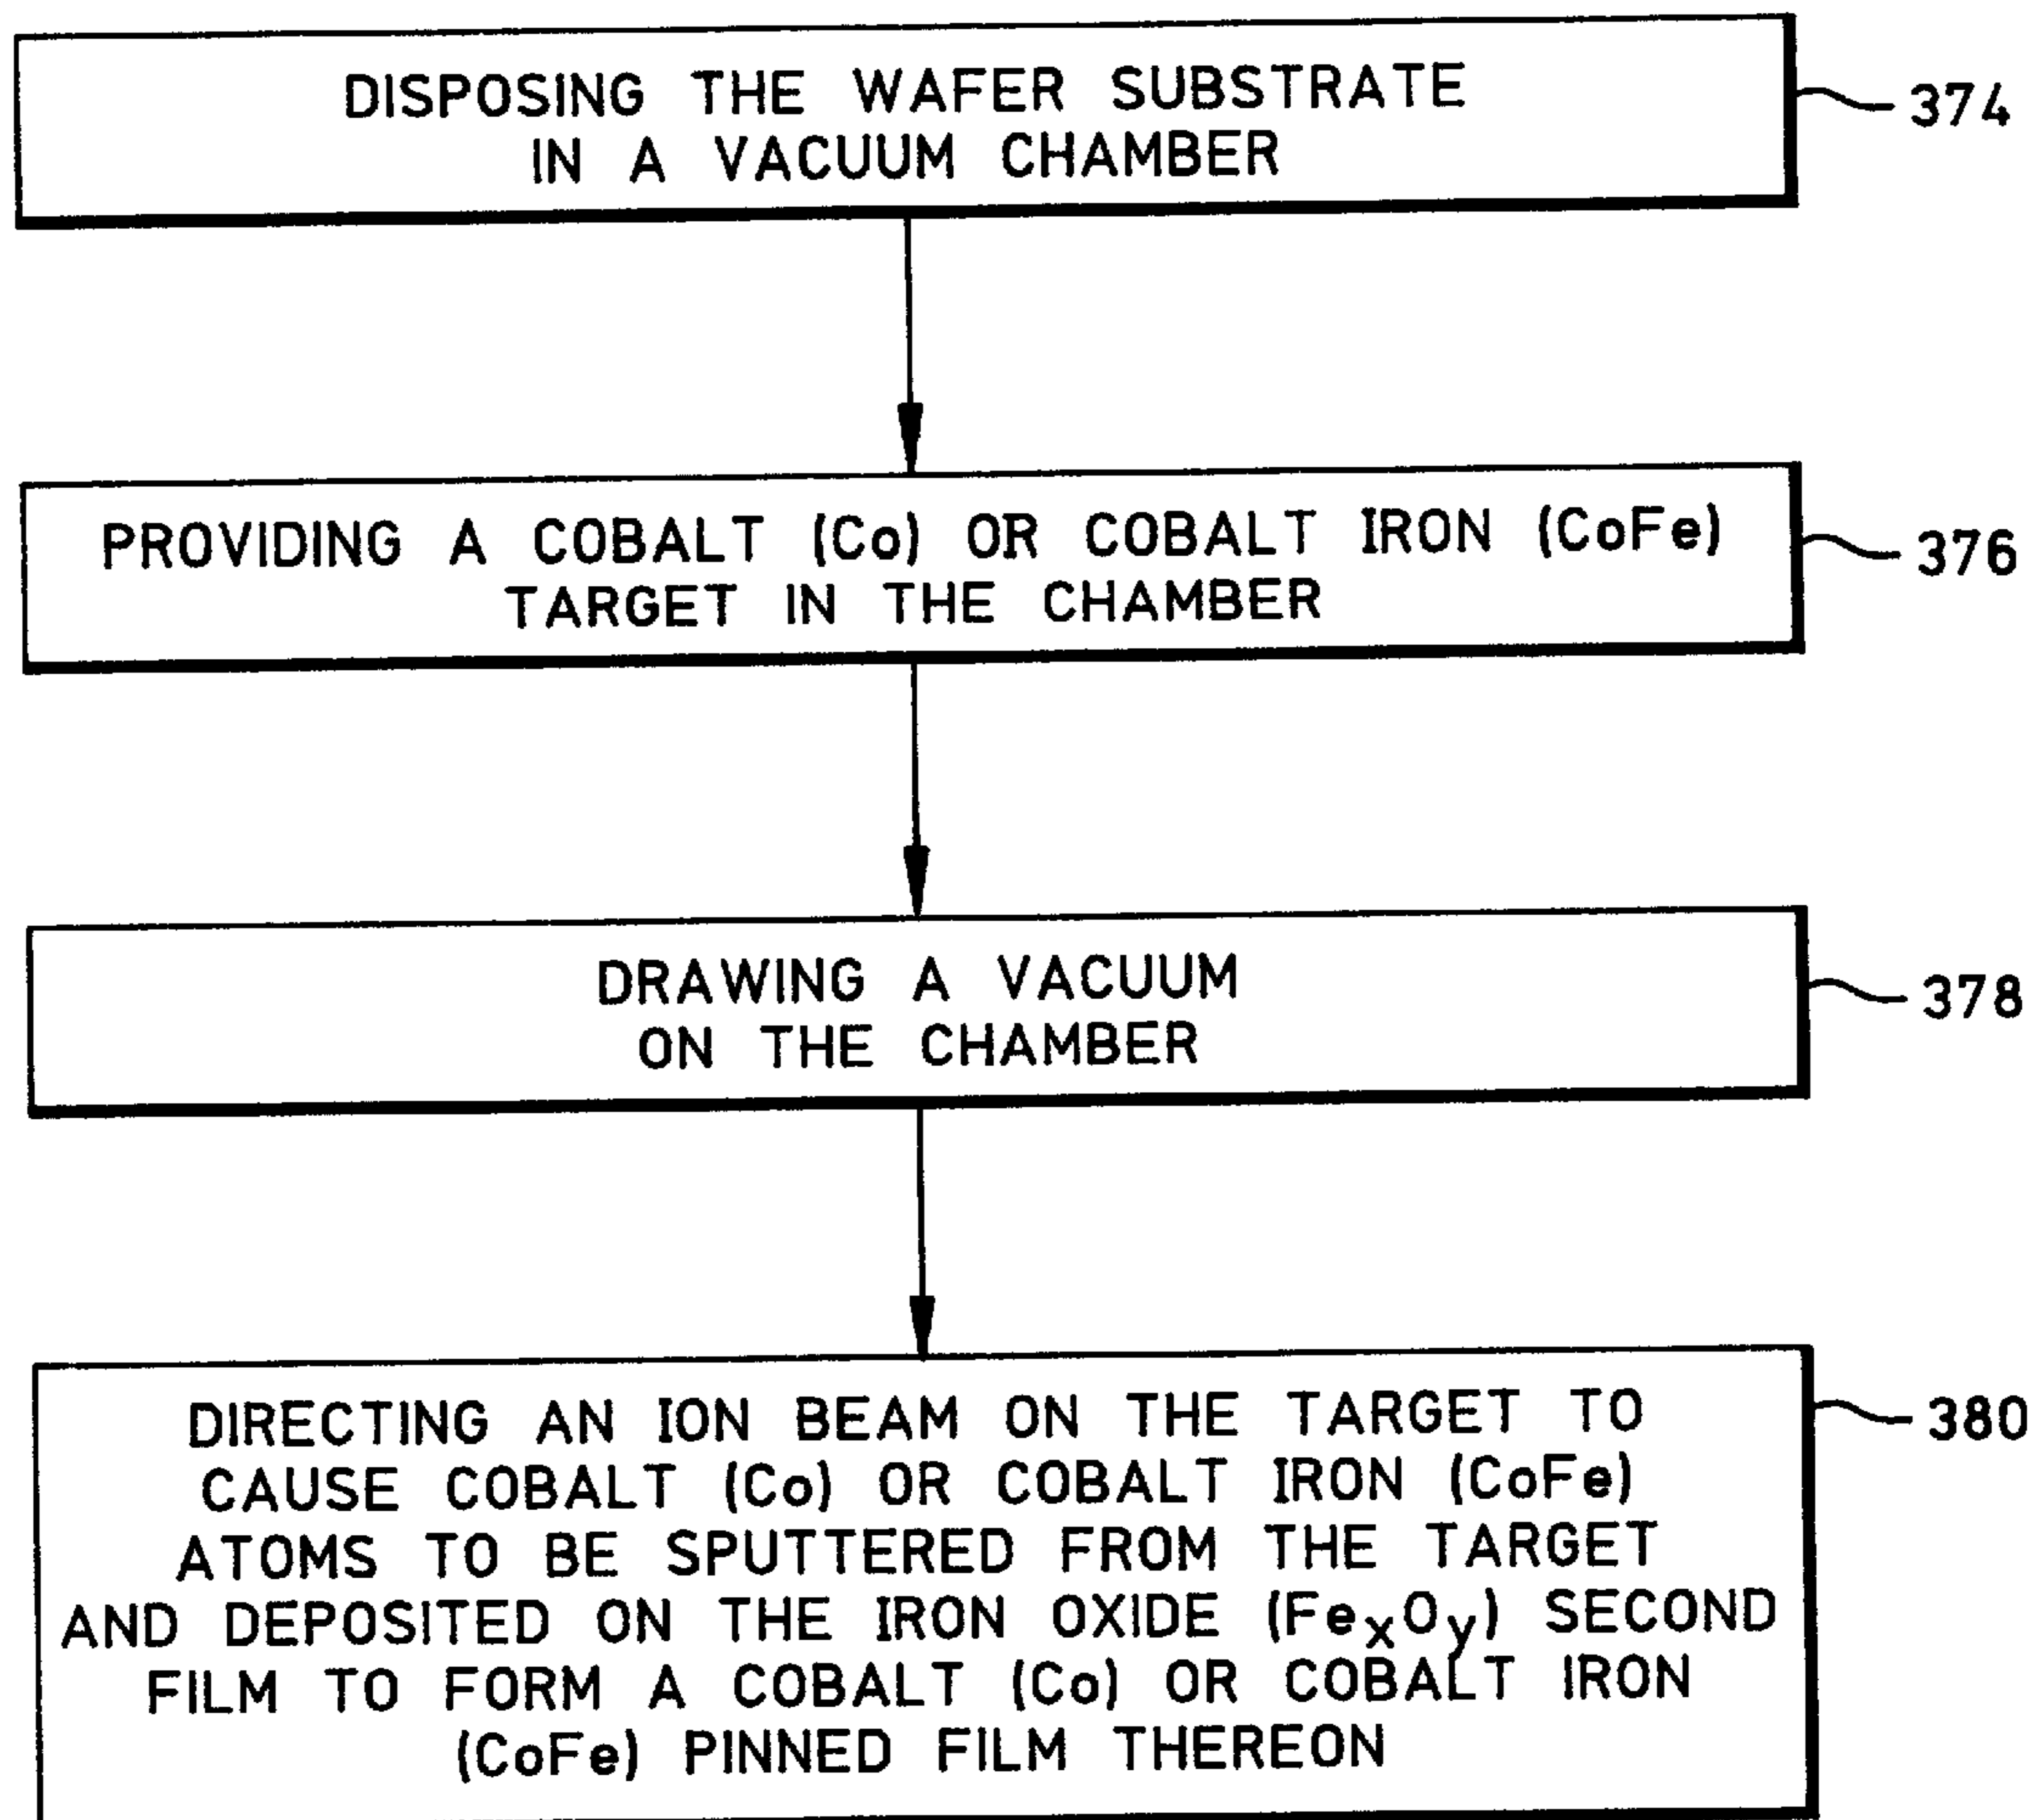 DISPOSING THE WAFER SUBSTRATE
IN A VACUUM CHAMBER
374
PROVIDING A COBALT (Co) OR COBALT IRON (CoFe)
TARGET IN THE CHAMBER
376
DRAWING A VACUUM
ON THE CHAMBER
378
DIRECTING AN ION BEAM ON THE TARGET TO
CAUSE COBALT (Co) OR COBALT IRON (CoFe)
ATOMS TO BE SPUTTERED FROM THE TARGET
AND DEPOSITED ON THE IRON OXIDE (FeₓOᵧ) SECOND
FILM TO FORM A COBALT (Co) OR COBALT IRON
(CoFe) PINNED FILM THEREON
380